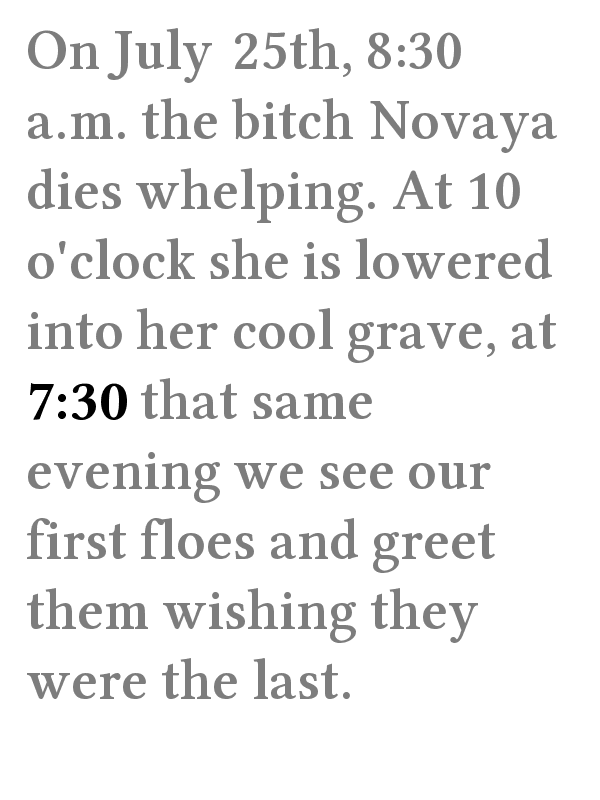 On July 25th, 8:30
a.m. the bitch Novaya
dies whelping. At 10
o'clock she is lowered
into her cool grave, at
7:30 that same
evening we see our
first floes and greet
them wishing they
were the last.